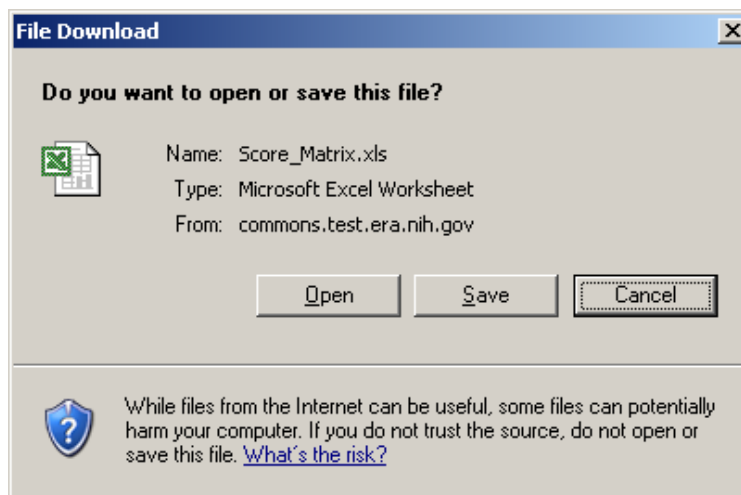 File Download
Do you want to open or save this file?
Name: Score_Matrix.xls
Type: Microsoft Excel Worksheet
From: commons.test.era.nih.gov
Open Save Cancel
While files from the Internet can be useful, some files can potentially
harm your computer. If you do not trust the source, do not open or
save this file. What's the risk?